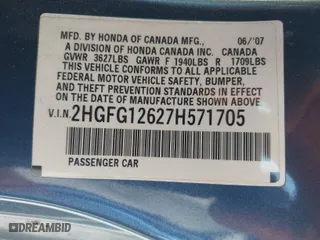 MFD. BY HONDA OF CANADA MFG., 06/'07
A DIVISION OF HONDA CANADA INC. CANADA
GVWR 3627LBS GAWR F 1940LBS R 1709LBS
THIS VEHICLE CONFORMS TO ALL APPLICABLE
FEDERAL MOTOR VEHICLE SAFETY, BUMPER,
AND THEFT PREVENTION STANDARDS IN EFFECT
ON THE DATE OF MANUFACTURE SHOWN ABOVE.
V.I.N. 2HGFG12627H571705
PASSENGER CAR
DREAMBID